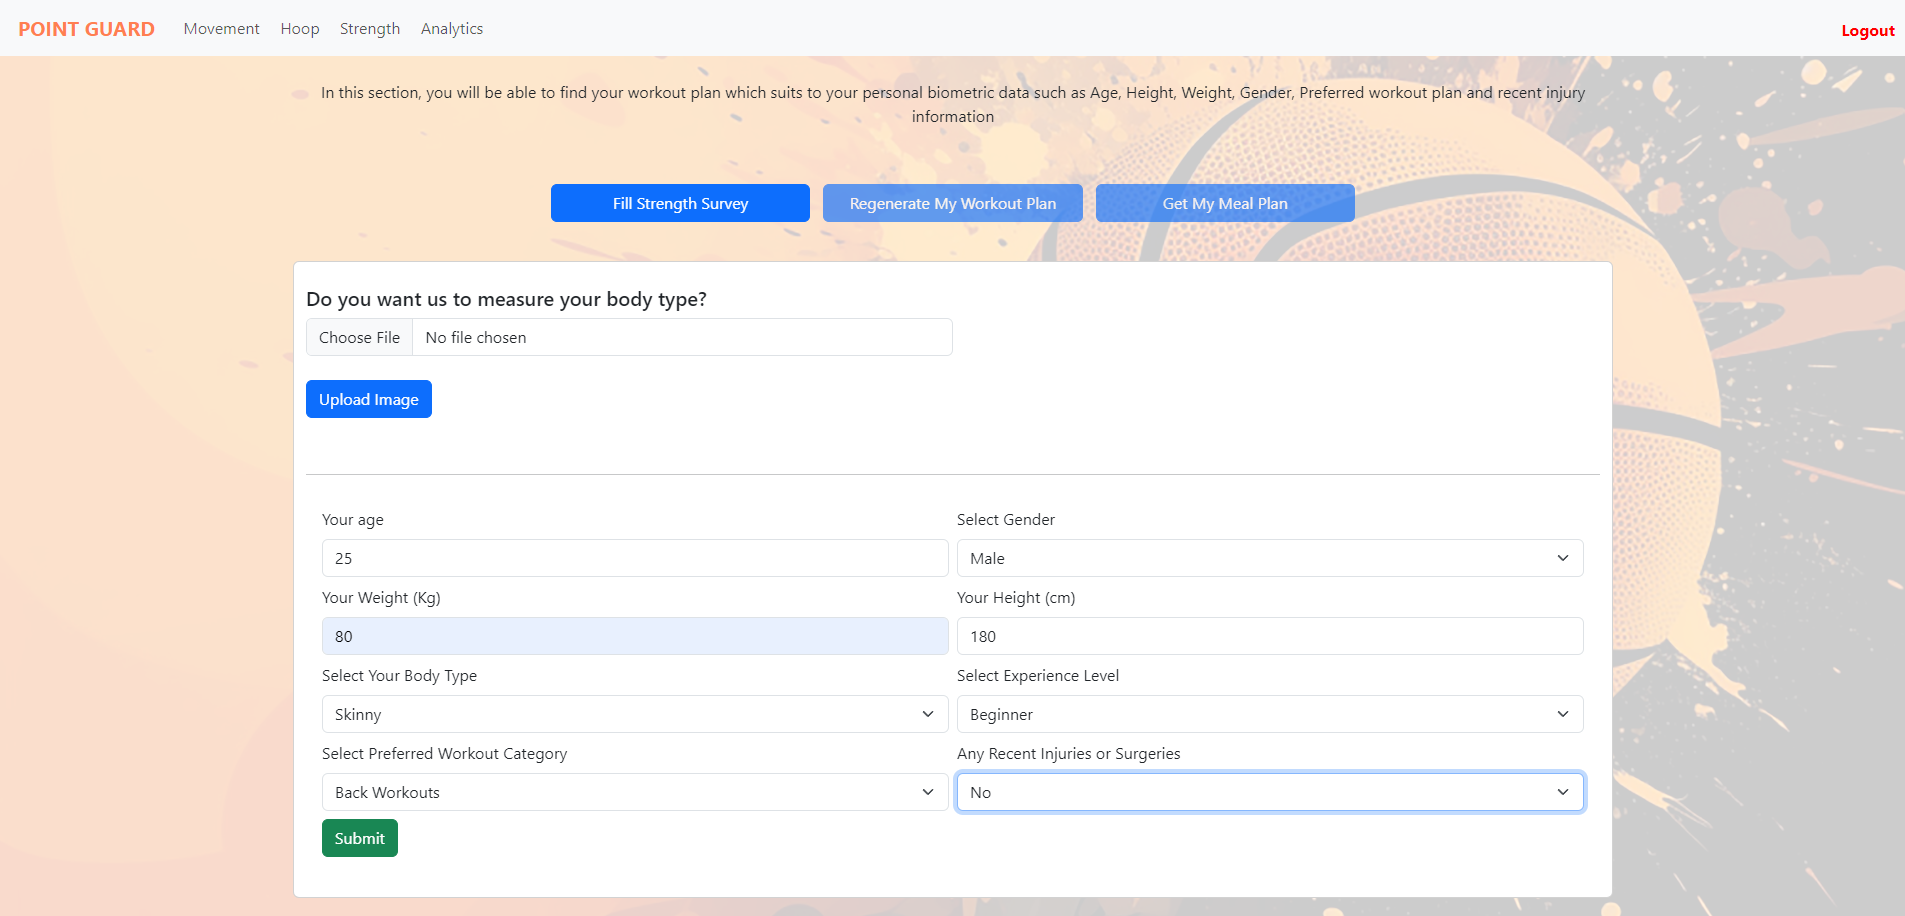 POINT GUARD Movement Hoop Strength Analytics Logout
In this section, you will be able to find your workout plan which suits to your personal biometric data such as Age, Height, Weight, Gender, Preferred workout plan and recent injury
information
Fill Strength Survey Regenerate My Workout Plan Get My Meal Plan
Do you want us to measure your body type?
Choose File No file chosen
Upload Image
Your age Select Gender
25 Male
Your Weight (Kg) Your Height (cm)
80 180
Select Your Body Type Select Experience Level
Skinny Beginner
Select Preferred Workout Category Any Recent Injuries or Surgeries
Back Workouts No
Submit